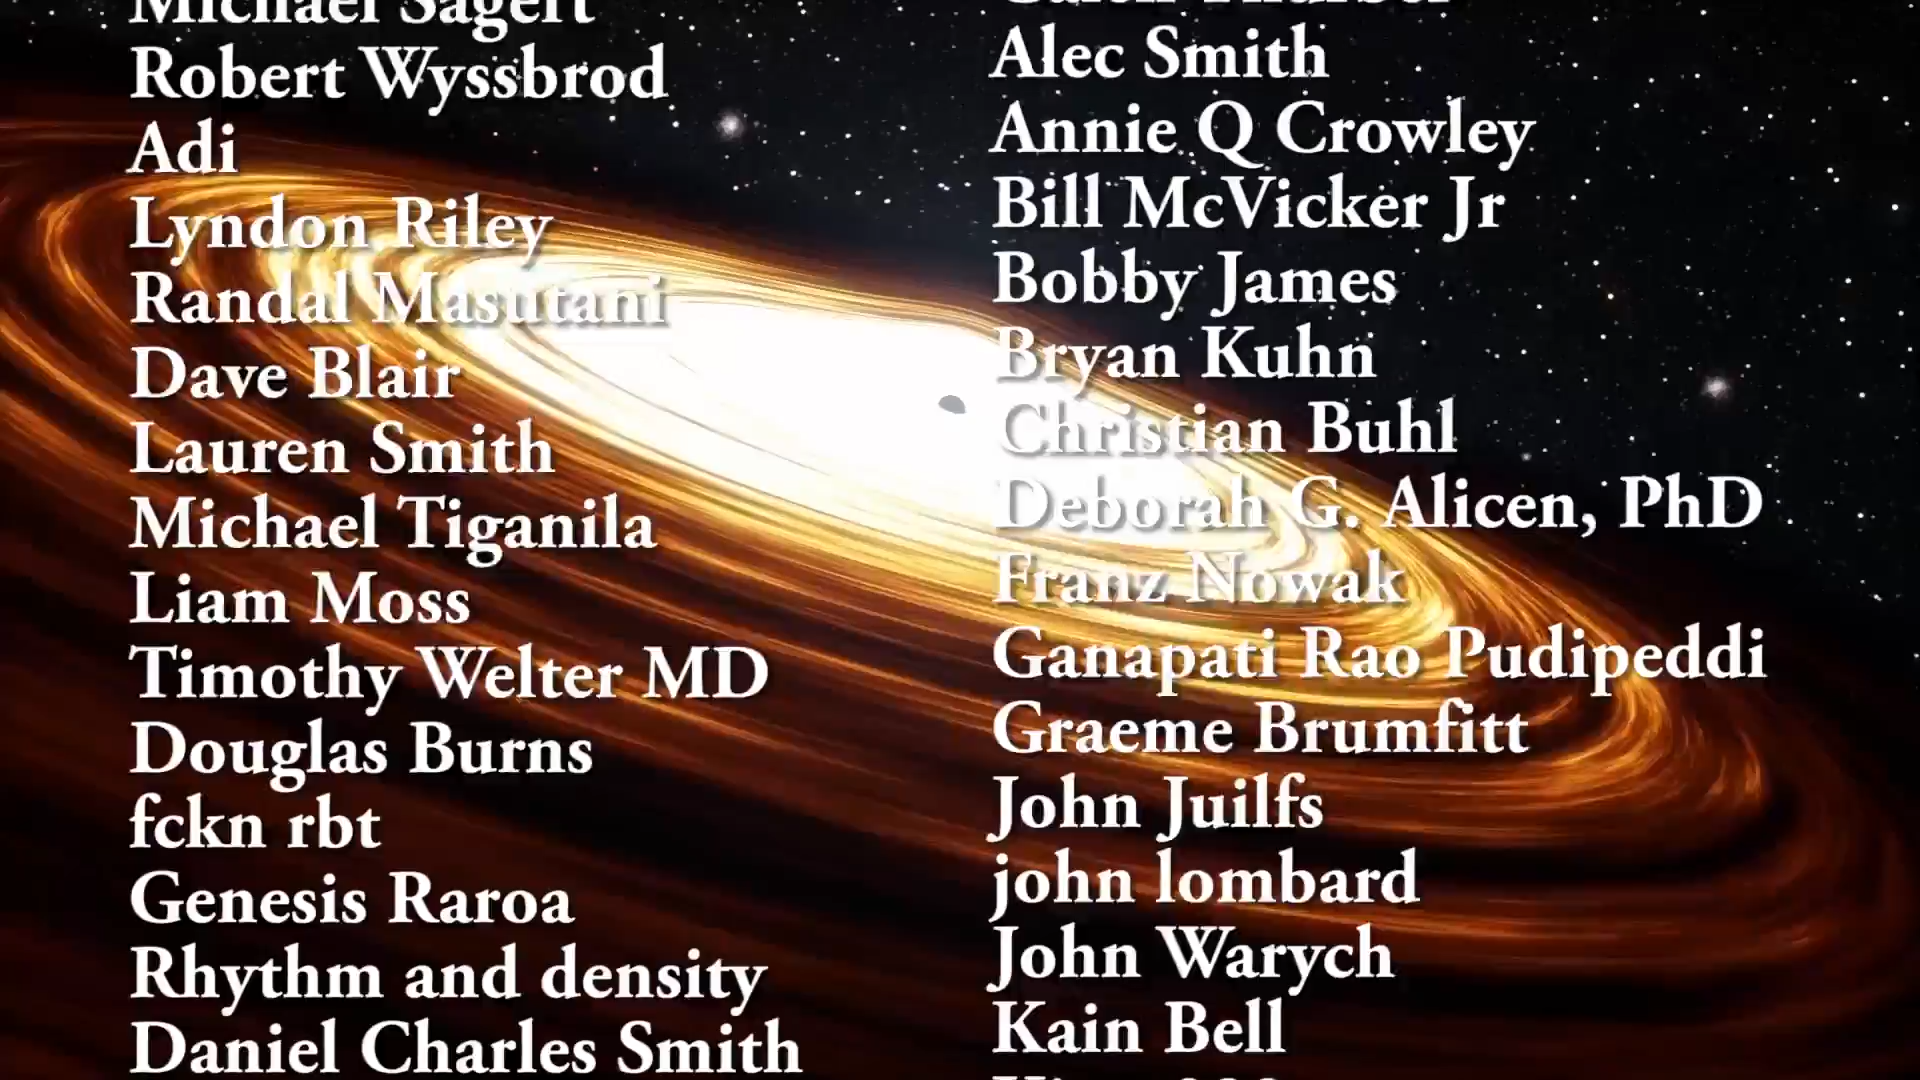 Michael Sagert
Robert Wyssbrod
Adi
Lyndon Riley
Randal Masutani
Dave Blair
Lauren Smith
Michael Tiganila
Liam Moss
Timothy Welter MD
Douglas Burns
fckn rbt
Genesis Raroa
Rhythm and density
Daniel Charles Smith
Alec Smith
Annie Q Crowley
Bill McVicker Jr
Bobby James
Bryan Kuhn
Christian Buhl
Deborah G. Alicen, PhD
Franz Nowak
Ganapati Rao Pudipeddi
Graeme Brumfitt
John Juilfs
john lombard
John Warych
Kain Bell